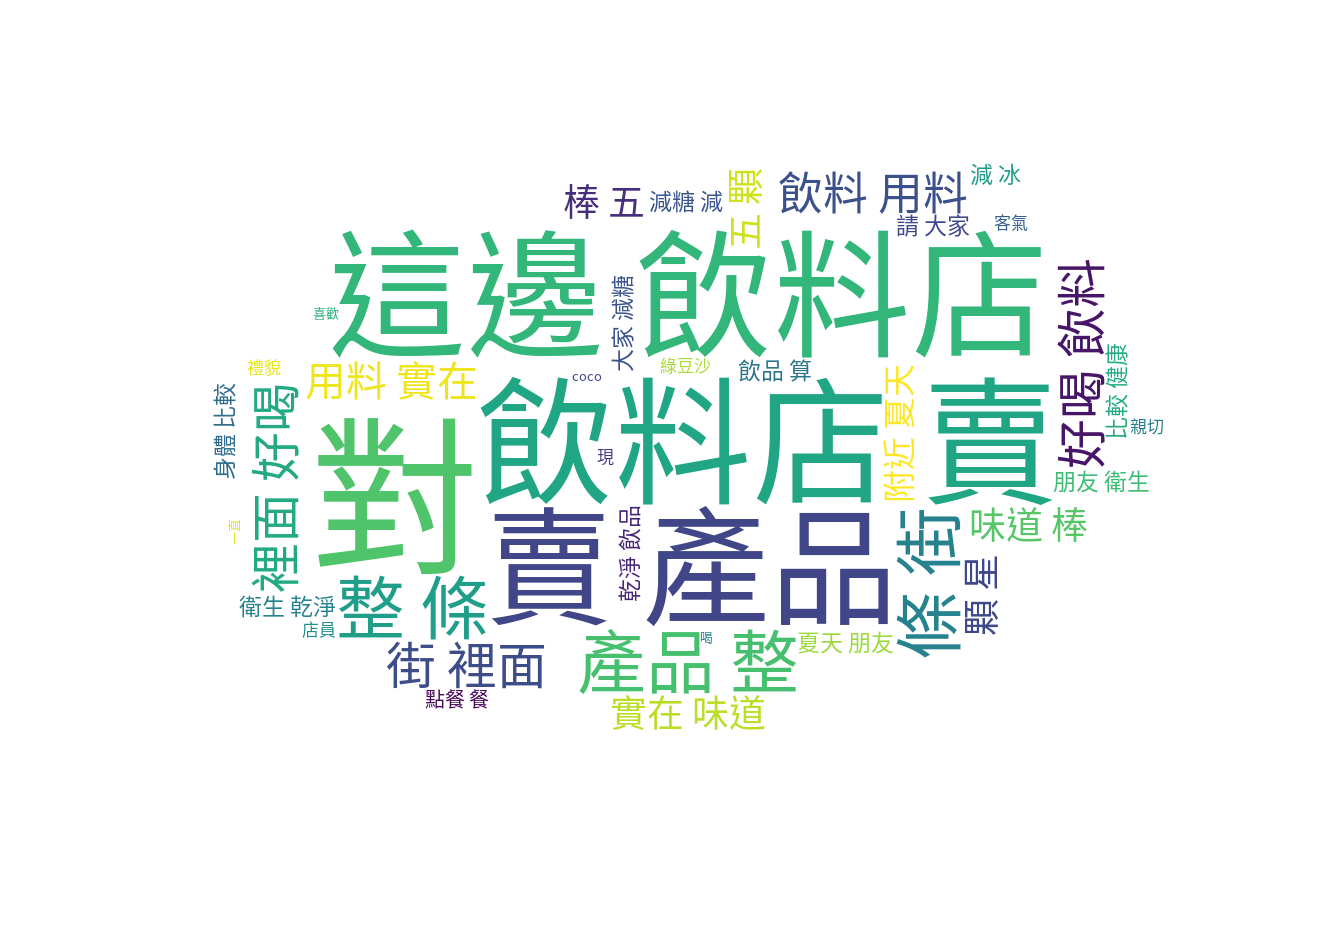 減 冰
棒 五
減糖 減
五 顆
飲料 用料
請 大家
客氣
這邊 飲料店
喜歡
大家 減糖
好喝 飲料
禮貌
用料 實在
coco
綠豆沙
飲品 算
附近 夏天
比較 健康
身體 比較
裡面 好喝
對
飲料店 賣
現
親切
朋友 衛生
一直
賣 產品
乾淨 飲品
條 街
味道 棒
顆 星
衛生 乾淨
店員
整 條
街 裡面
產品 整
喝
夏天 朋友
點餐 餐
實在 味道